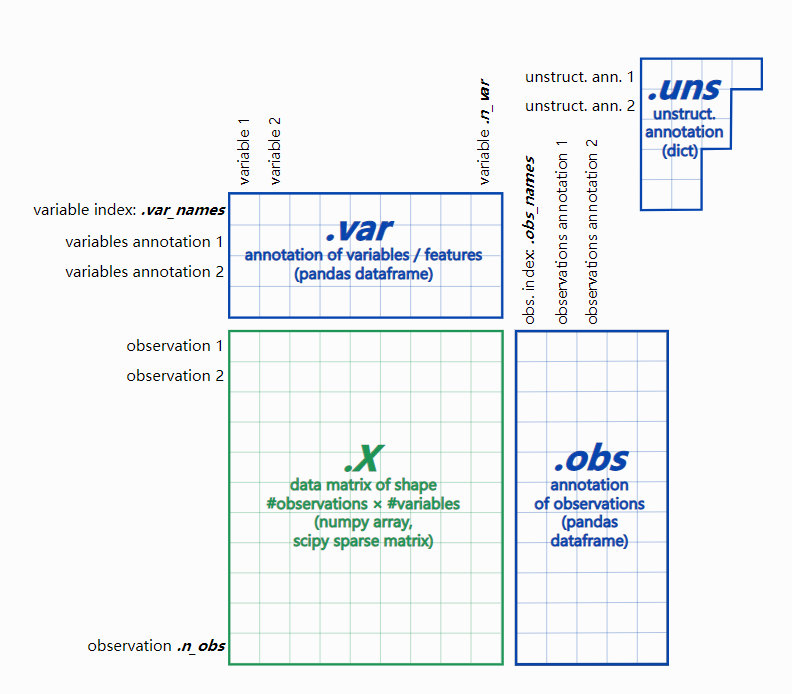 variable 1
variable 2
variable .n_var
unstruct. ann. 1
unstruct. ann. 2
.uns
unstruct.
annotation
(dict)
variable index: .var_names
variables annotation 1
variables annotation 2
.var
annotation of variables / features
(pandas dataframe)
obs. index: .obs_names
observations annotation 1
observations annotation 2
observation 1
observation 2
observation .n_obs
.X
data matrix of shape
#observations × #variables
(numpy array,
scipy sparse matrix)
.obs
annotation
of observations
(pandas
dataframe)